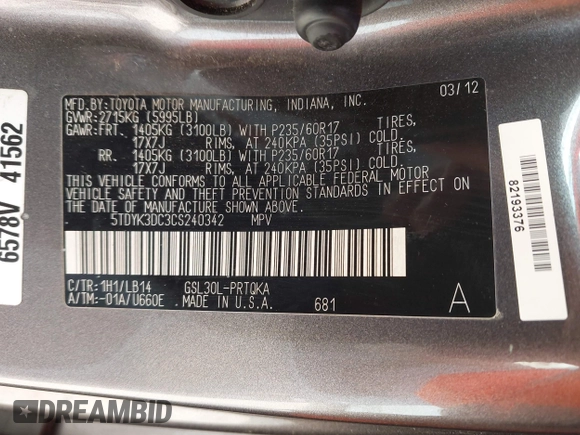 MFD.BY:TOYOTA MOTOR MANUFACTURING, INDIANA, INC. 03/12
GVWR:2715KG (5995LB)
GAWR:FRT. 1405KG (3100LB) WITH P235/60R17 TIRES,
17X7J RIMS, AT 240KPA (35PSI) COLD.
RR. 1405KG (3100LB) WITH P235/60R17 TIRES,
17X7J RIMS, AT 240KPA (35PSI) COLD.
THIS VEHICLE CONFORMS TO ALL APPLICABLE FEDERAL MOTOR
VEHICLE SAFETY AND THEFT PREVENTION STANDARDS IN EFFECT ON
THE DATE OF MANUFACTURE SHOWN ABOVE.
5TDYK3DC3CS240342 MPV
C/TR:1H1/LB14 GSL30L-PRTQKA
A/TM:-01A/U660E MADE IN U.S.A. 681
A
6578V 41562
82193376
DREAMBID